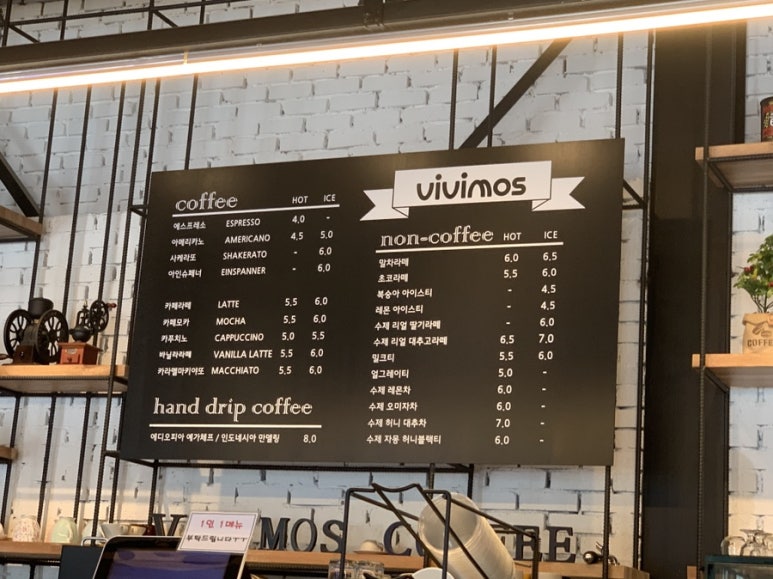 vivimos
coffee HOT ICE
에스프레소 ESPRESSO 4,0 -
아메리카노 AMERICANO 4,5 5,0
사케라또 SHAKERATO - 6,0
아인슈페너 EINSPANNER - 6,0
카페라떼 LATTE 5,5 6,0
카페모카 MOCHA 5,5 6,0
카푸치노 CAPPUCCINO 5,0 5,5
바닐라라떼 VANILLA LATTE 5,5 6,0
카라멜마키아또 MACCHIATO 5,5 6,0
hand drip coffee
에디오피아 예가체프 / 인도네시아 만델링 8,0
non-coffee HOT ICE
말차라떼 6,0 6,5
초코라떼 5,5 6,0
복숭아 아이스티 - 4,5
레몬 아이스티 - 4,5
수제 리얼 딸기라떼 - 6,0
수제 리얼 대추고라떼 6,5 7,0
밀크티 5,5 6,0
얼그레이티 5,0 -
수제 레몬차 6,0 -
수제 오미자차 6,0 -
수제 허니 대추차 7,0 -
수제 자몽 허니블랙티 6,0 -
COFFEE
1인 1메뉴
부탁드립니다ㅜㅜ